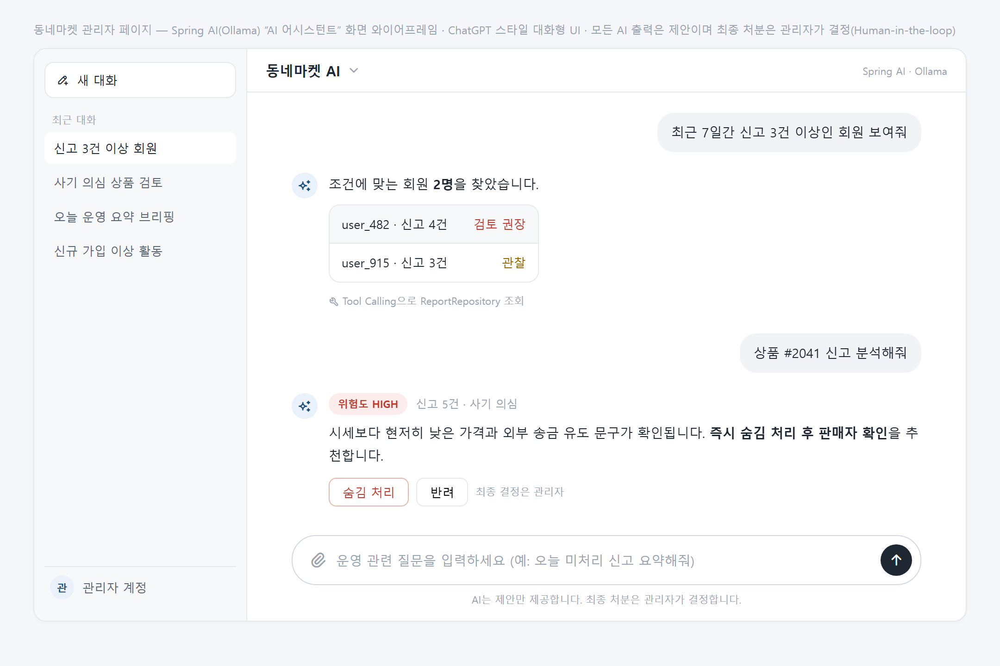 동네마켓 관리자 페이지 — Spring AI(Ollama) “AI 어시스턴트” 화면 와이어프레임 · ChatGPT 스타일 대화형 UI · 모든 AI 출력은 제안이며 최종 처분은 관리자가 결정(Human-in-the-loop)
새 대화
최근 대화
신고 3건 이상 회원
사기 의심 상품 검토
오늘 운영 요약 브리핑
신규 가입 이상 활동
관 관리자 계정
동네마켓 AI
Spring AI · Ollama
최근 7일간 신고 3건 이상인 회원 보여줘
조건에 맞는 회원 2명을 찾았습니다.
user_482 · 신고 4건 검토 권장
user_915 · 신고 3건 관찰
Tool Calling으로 ReportRepository 조회
상품 #2041 신고 분석해줘
위험도 HIGH 신고 5건 · 사기 의심
시세보다 현저히 낮은 가격과 외부 송금 유도 문구가 확인됩니다. 즉시 숨김 처리 후 판매자 확인을 추
천합니다.
숨김 처리 반려 최종 결정은 관리자
운영 관련 질문을 입력하세요 (예: 오늘 미처리 신고 요약해줘)
AI는 제안만 제공합니다. 최종 처분은 관리자가 결정합니다.